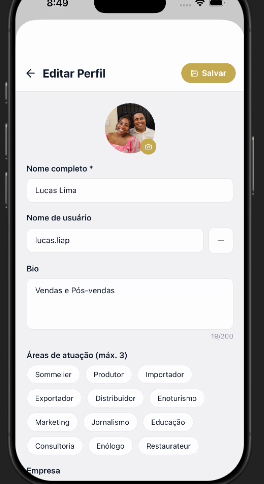 8:49
Editar Perfil
Salvar
Nome completo *
Lucas Lima
Nome de usuário
lucas.liap
Bio
Vendas e Pós-vendas
19/200
Áreas de atuação (máx. 3)
Sommelier Produtor Importador
Exportador Distribuidor Enoturismo
Marketing Jornalismo Educação
Consultoria Enólogo Restaurateur
Empresa